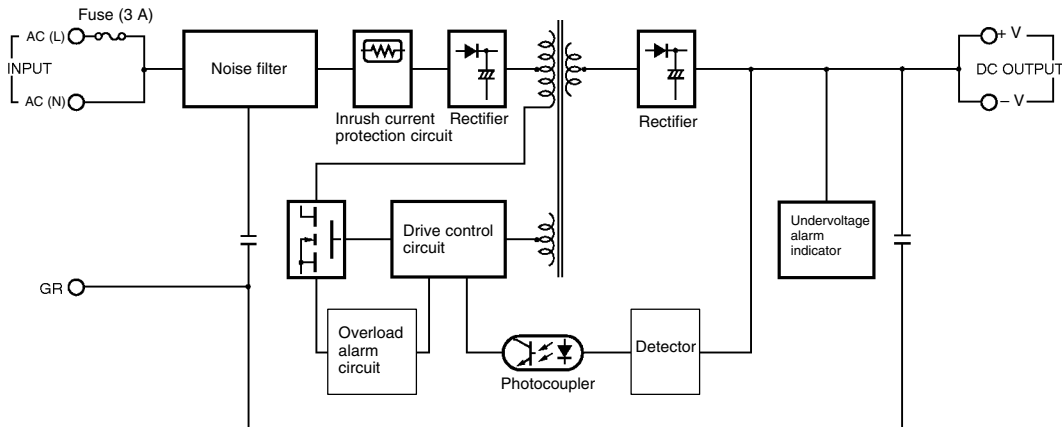 Fuse (3 A)
AC (L)
INPUT
AC (N)
Noise filter
Inrush current
protection circuit
Rectifier
Rectifier
+ V
DC OUTPUT
– V
Drive control
circuit
Undervoltage
alarm
indicator
GR
Overload
alarm
circuit
Photocoupler
Detector